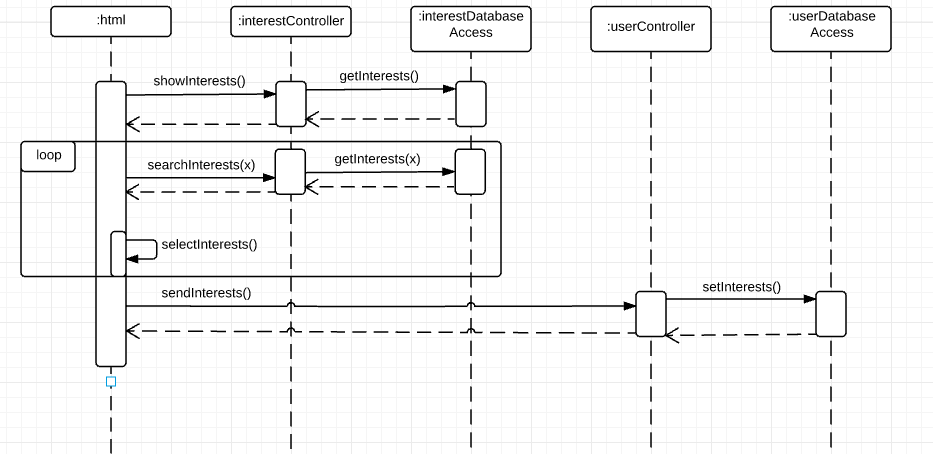 :html
:interestController
:interestDatabase
Access
:userController
:userDatabase
Access
showInterests()
getInterests()
loop
searchInterests(x)
getInterests(x)
selectInterests()
sendInterests()
setInterests()